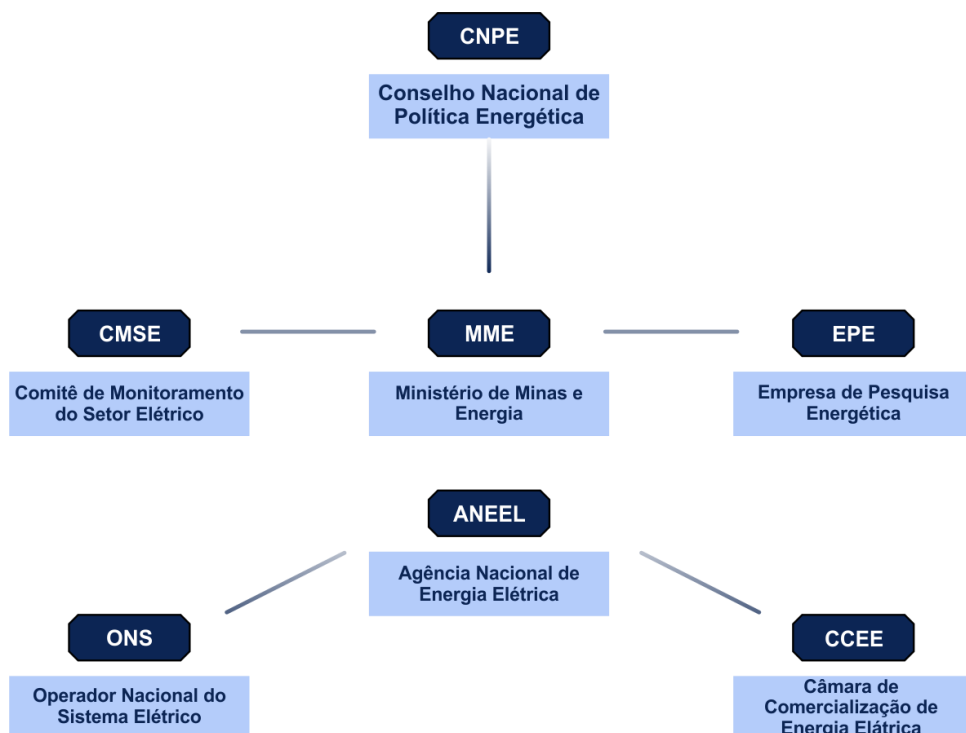 CNPE
Conselho Nacional de
Política Energética
CMSE
MME
EPE
Comitê de Monitoramento
do Setor Elétrico
Ministério de Minas e
Energia
Empresa de Pesquisa
Energética
ANEEL
Agência Nacional de
Energia Elétrica
ONS
CCEE
Operador Nacional do
Sistema Elétrico
Câmara de
Comercialização de
Energia Elátrica